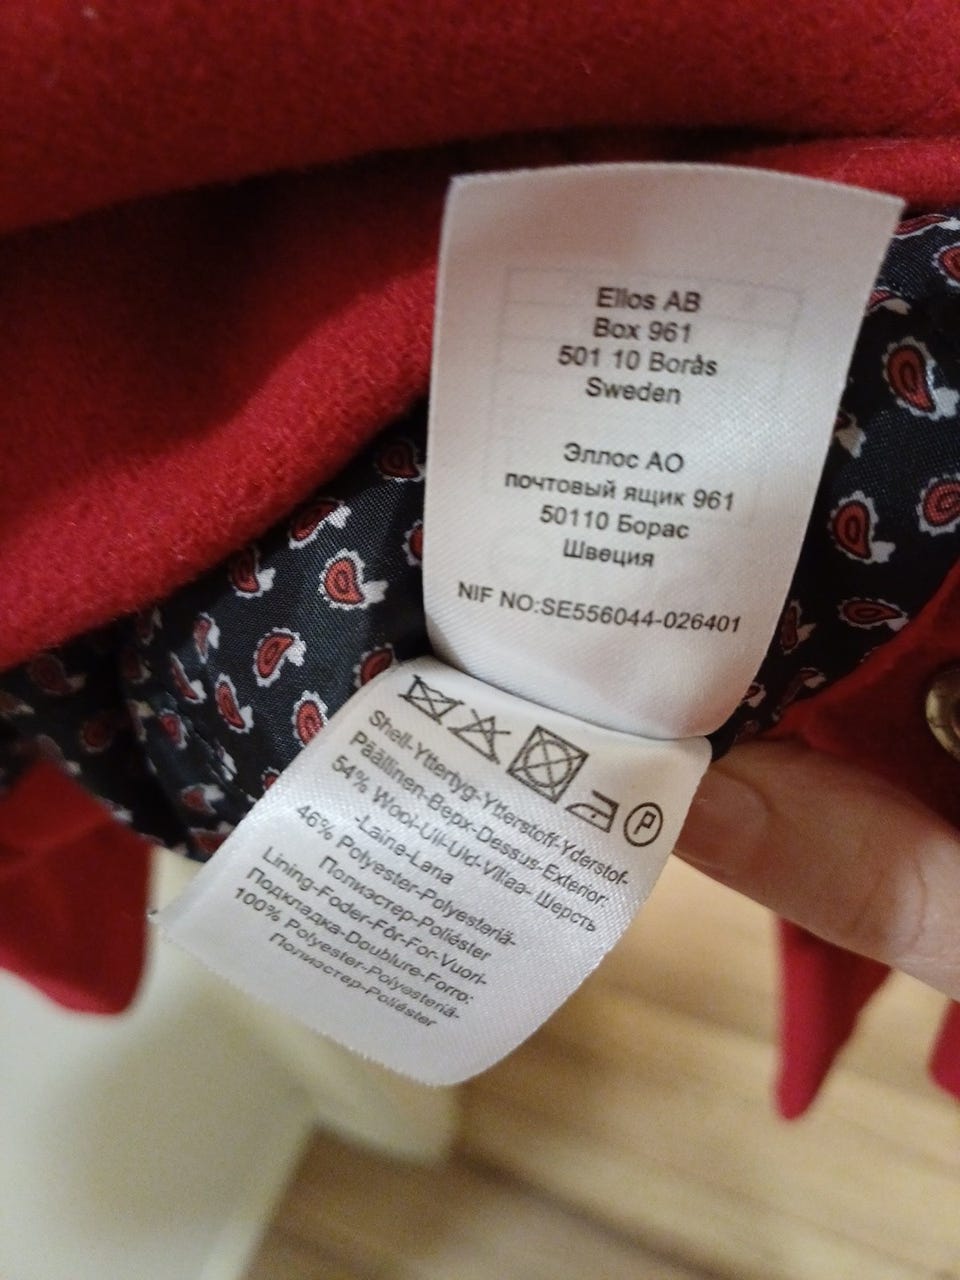 Ellos AB
Box 961
501 10 Borås
Sweden
Эллос АО
почтовый ящик 961
50110 Борас
Швеция
NIF NO:SE556044-026401
P
Shell-Yttertyg-Ytterstoff-Yderstof-
Päällinen-Верх-Dessus-Exterior:
54% Wool-Ull-Uld-Villaa- Шерсть
-Laine-Lana
46% Polyester-Polyesteriä-
Полиэстер-Poliéster
Lining-Foder-Fôr-For-Vuori-
Подкладка-Doublure-Forro:
100% Polyester-Polyesteriä-
Полиэстер-Poliéster